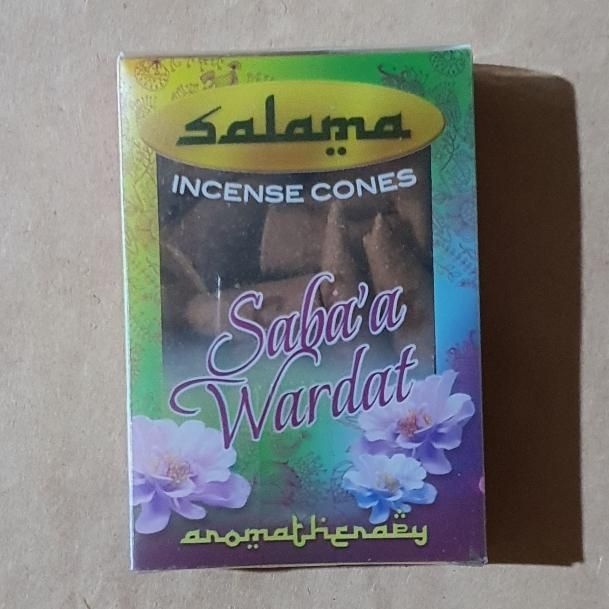 Salama
INCENSE CONES
Saba'a
Wardat
aromatherapy